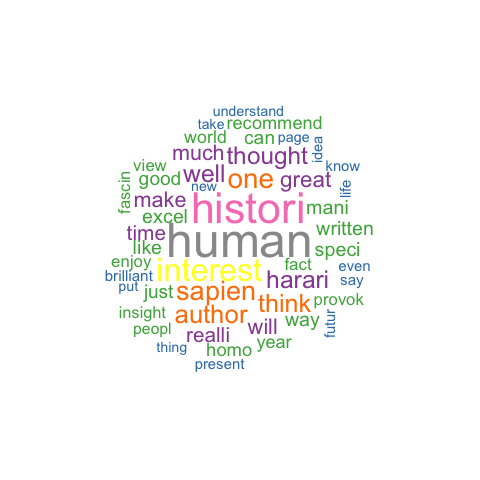 understand
take recommend
world can page idea
much thought know
view well one great life
fascin good new
make histori mani
excel written
time human speci
like
enjoy interest fact even
brilliant harari say
put just sapien think provok
insight author way futur
peopl realli will year
thing homo
present